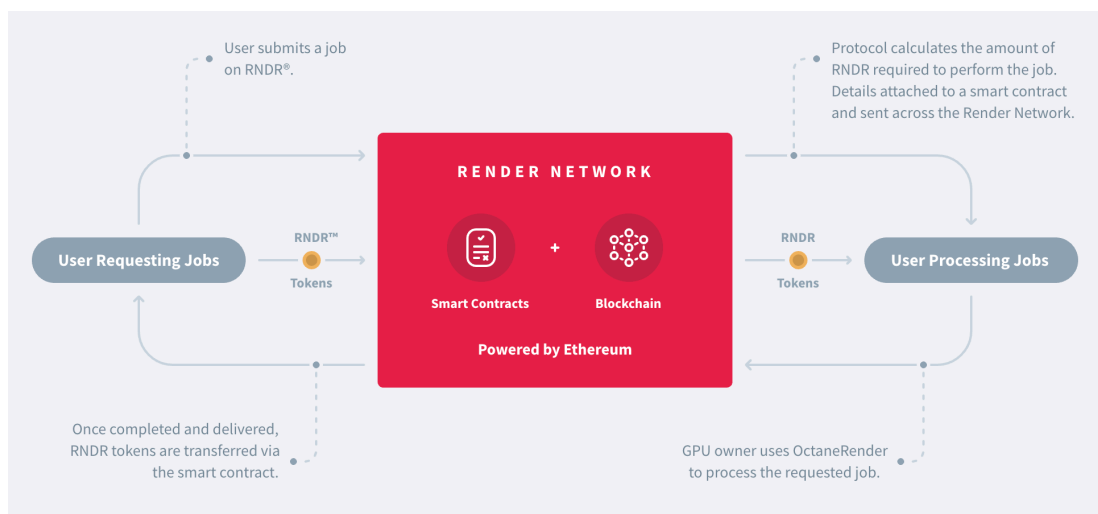 User submits a job
on RNDR®.
Protocol calculates the amount of
RNDR required to perform the job.
Details attached to a smart contract
and sent across the Render Network.
RENDER NETWORK
User Requesting Jobs
RNDR™
Tokens
+
Smart Contracts
Blockchain
Powered by Ethereum
RNDR
Tokens
User Processing Jobs
Once completed and delivered,
RNDR tokens are transferred via
the smart contract.
GPU owner uses OctaneRender
to process the requested job.